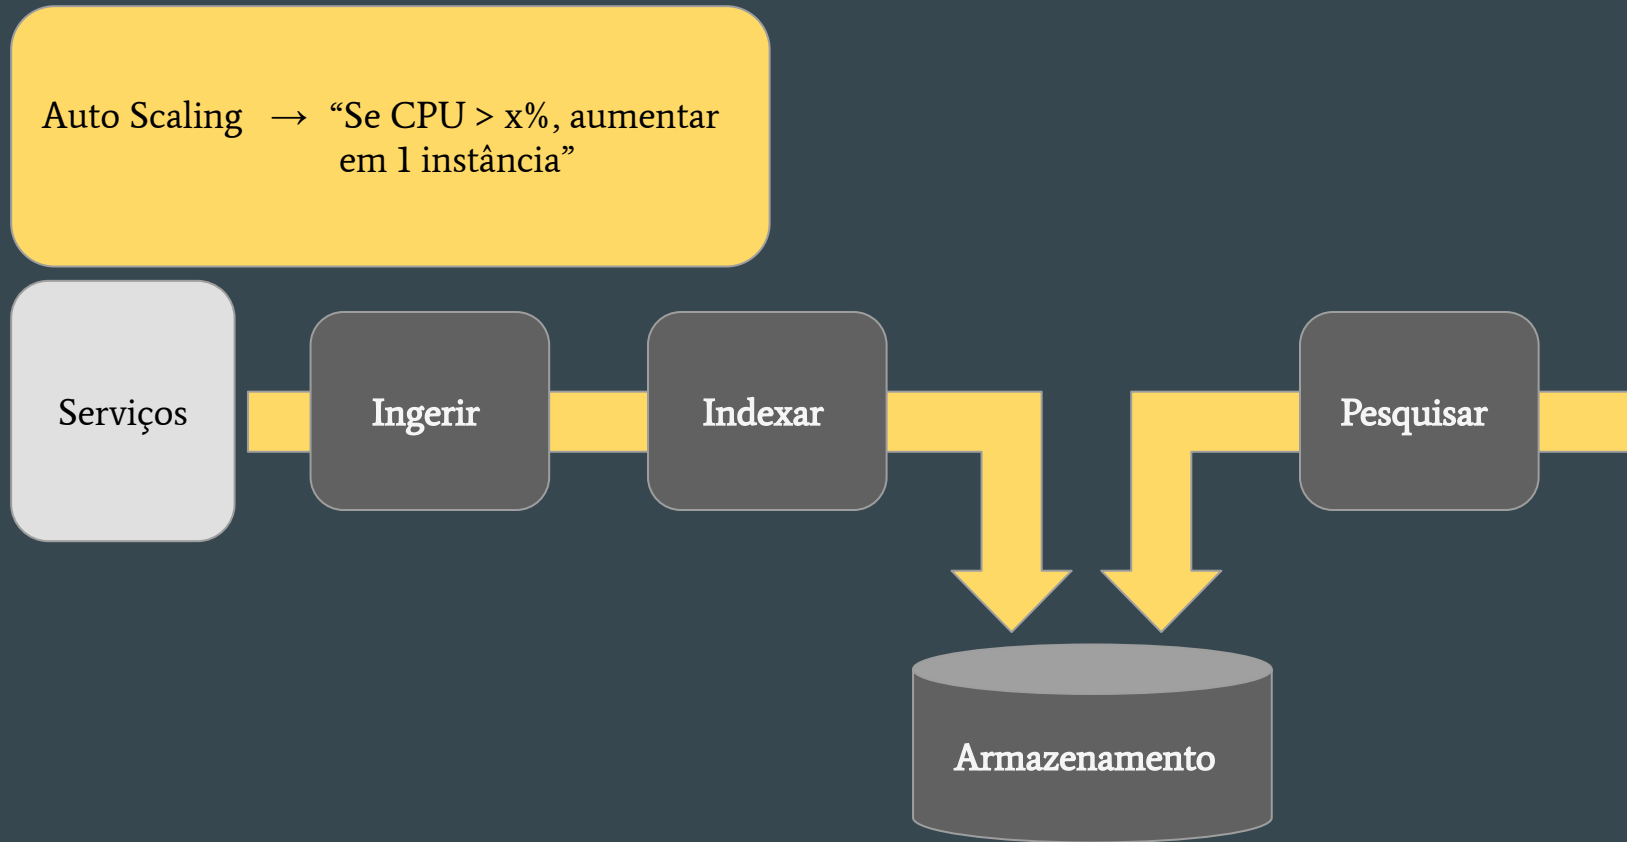 Auto Scaling → “Se CPU > x%, aumentar
em 1 instância”
Serviços
Ingerir
Indexar
Pesquisar
Armazenamento